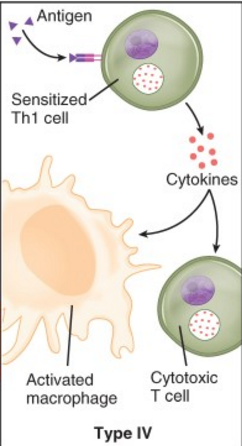 Antigen
Sensitized
Th1 cell
Cytokines
Activated
macrophage
Cytotoxic
T cell
Type IV